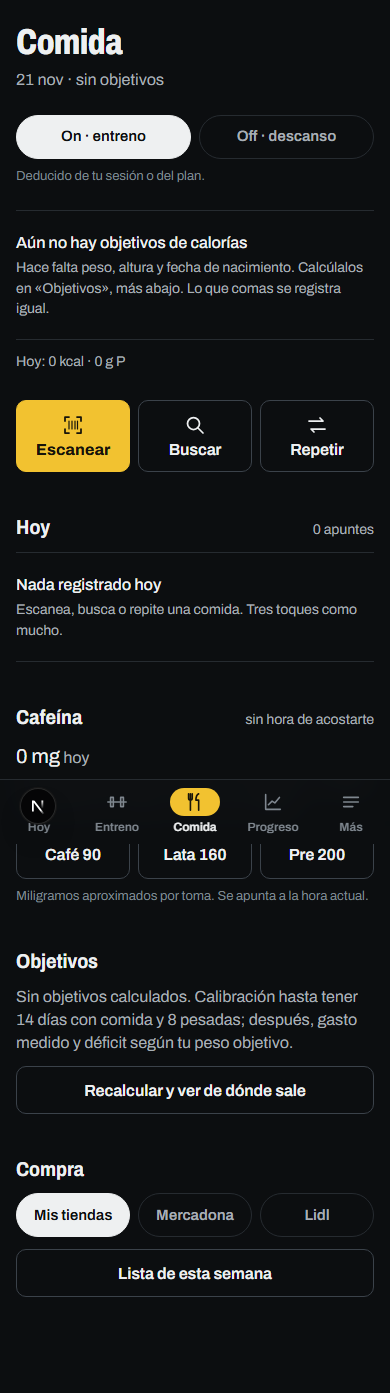 Comida
21 nov · sin objetivos
On · entreno
Off · descanso
Deducido de tu sesión o del plan.
Aún no hay objetivos de calorías
Hace falta peso, altura y fecha de nacimiento. Calcúlalos
en «Objetivos», más abajo. Lo que comas se registra
igual.
Hoy: 0 kcal · 0 g P
Escanear
Buscar
Repetir
Hoy
0 apuntes
Nada registrado hoy
Escanea, busca o repite una comida. Tres toques como
mucho.
Cafeína
sin hora de acostarte
0 mg hoy
N
Hoy
Entreno
Comida
Progreso
Más
Café 90
Lata 160
Pre 200
Miligramos aproximados por toma. Se apunta a la hora actual.
Objetivos
Sin objetivos calculados. Calibración hasta tener
14 días con comida y 8 pesadas; después, gasto
medido y déficit según tu peso objetivo.
Recalcular y ver de dónde sale
Compra
Mis tiendas
Mercadona
Lidl
Lista de esta semana